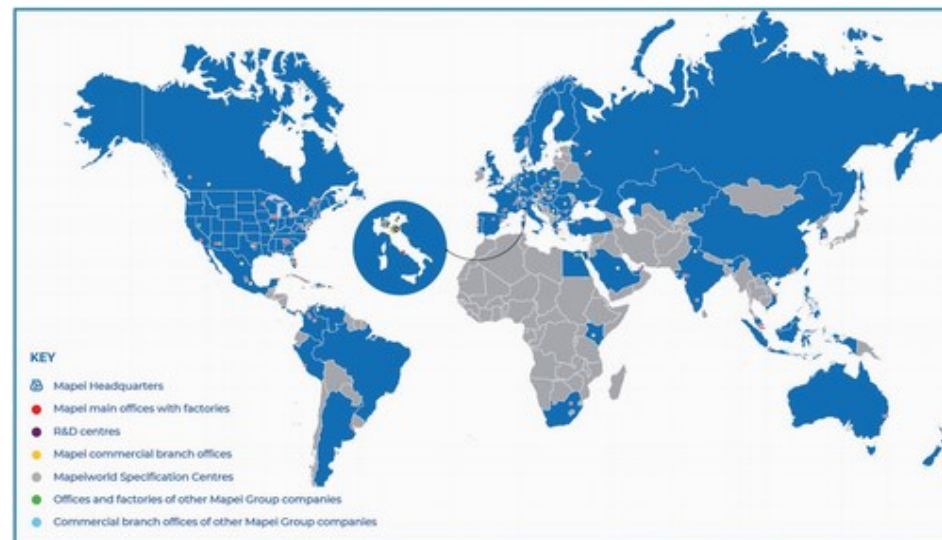 KEY
Mapei Headquarters
Mapei main offices with factories
R&D centres
Mapei commercial branch offices
Mapeiworld Specification Centres
Offices and factories of other Mapei Group companies
Commercial branch offices of other Mapei Group companies